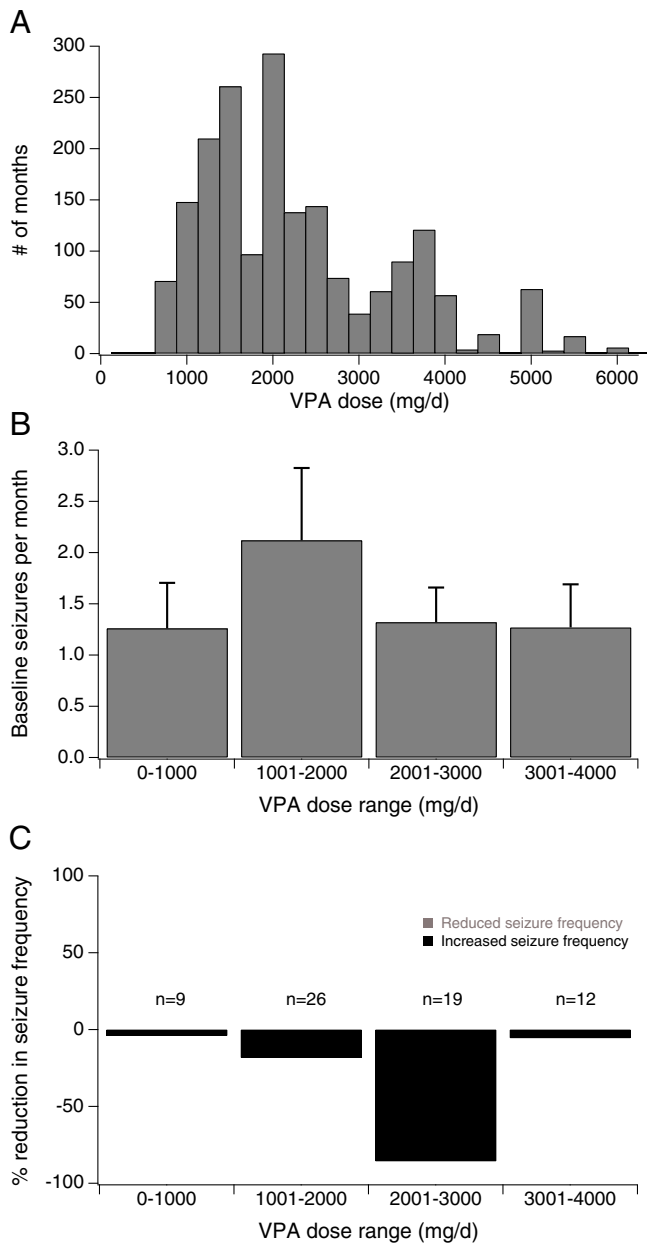 A
300
250
200
150
100
50
0
# of months
0 1000 2000 3000 4000 5000 6000
VPA dose (mg/d)
B
3.0
2.5
2.0
1.5
1.0
0.5
0.0
Baseline seizures per month
0-1000 1001-2000 2001-3000 3001-4000
VPA dose range (mg/d)
C
100
50
0
-50
-100
% reduction in seizure frequency
Reduced seizure frequency
Increased seizure frequency
n=9 n=26 n=19 n=12
0-1000 1001-2000 2001-3000 3001-4000
VPA dose range (mg/d)